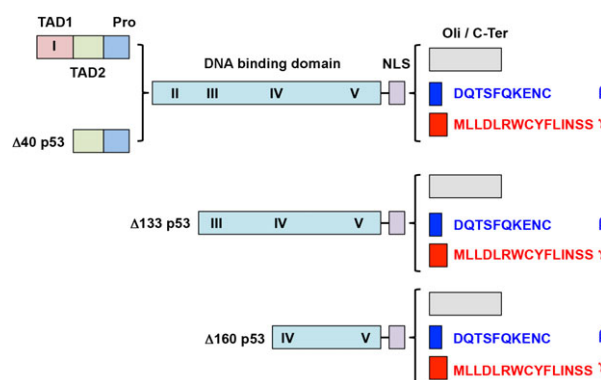 TAD1 Pro Oli / C-Ter
I DNA binding domain NLS
TAD2
II III IV V DQTSFQKENC
MLLDLRWCYFLINSS
Δ40 p53
Δ133 p53 III IV V DQTSFQKENC
MLLDLRWCYFLINSS
Δ160 p53 IV V DQTSFQKENC
MLLDLRWCYFLINSS